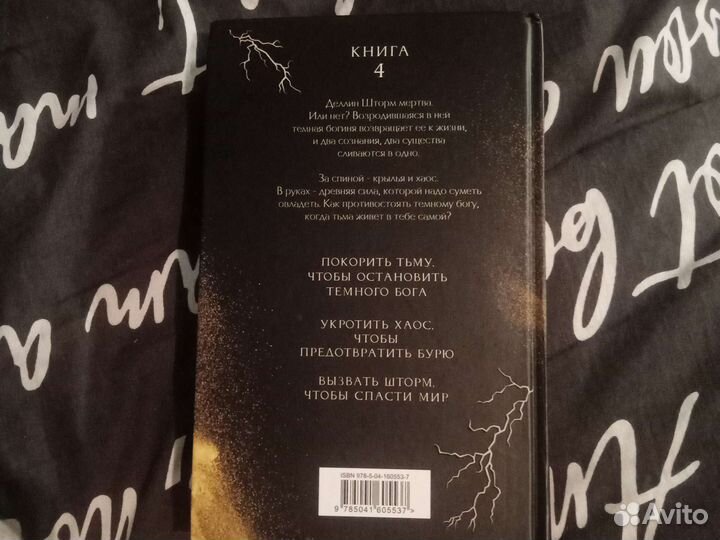 КНИГА
4
Деллин Шторм мертва.
Или нет? Возродившаяся в ней
темная богиня возвращает ее к жизни,
и два сознания, два существа
сливаются в одно.
За спиной - крылья и хаос.
В руках - древняя сила, которой надо суметь
овладеть. Как противостоять темному богу,
когда тьма живет в тебе самой?
ПОКОРИТЬ ТЬМУ,
ЧТОБЫ ОСТАНОВИТЬ
ТЕМНОГО БОГА
УКРОТИТЬ ХАОС,
ЧТОБЫ
ПРЕДОТВРАТИТЬ БУРЮ
ВЫЗВАТЬ ШТОРМ,
ЧТОБЫ СПАСТИ МИР
ISBN 978-5-04-160553-7
9 785041 605537>
Avito